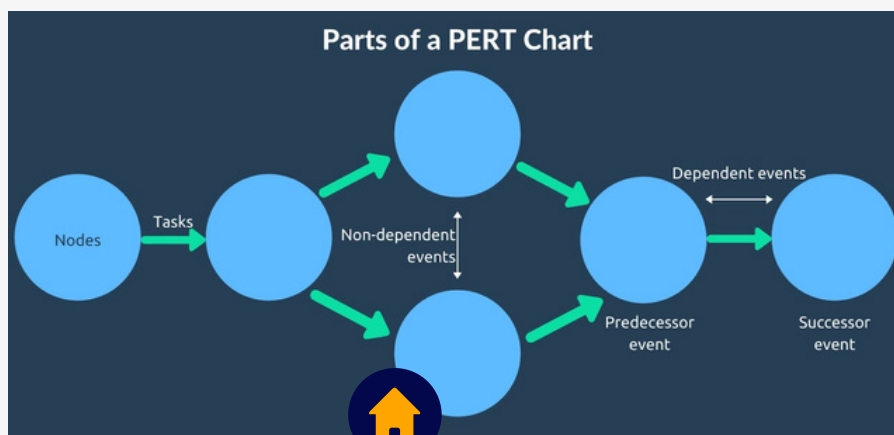 Parts of a PERT Chart
Nodes
Tasks
Non-dependent
events
Dependent events
Predecessor
event
Successor
event